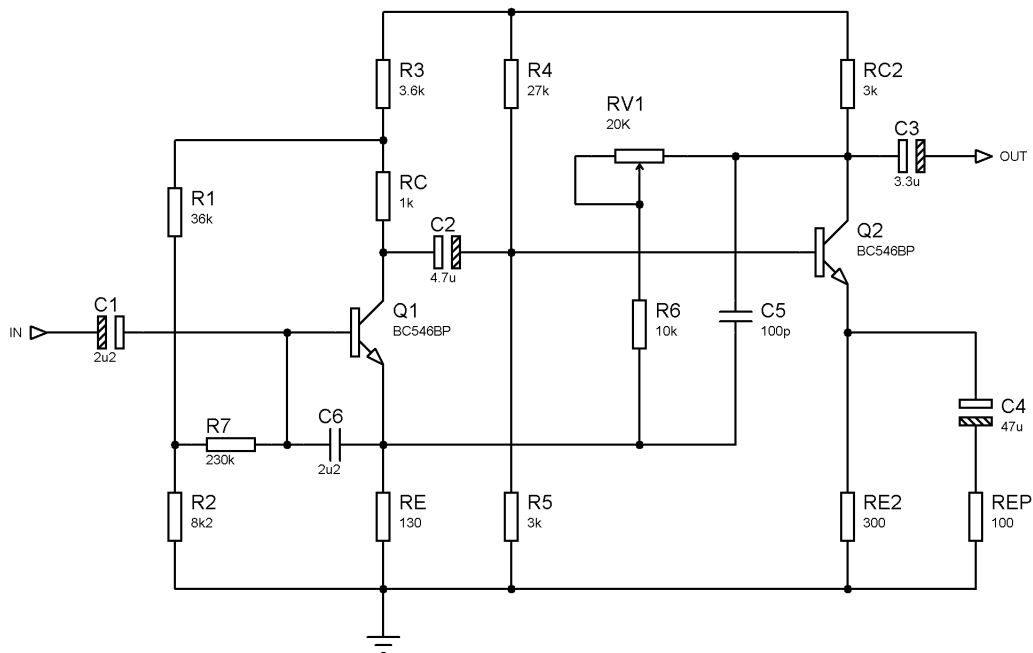 R3
3.6k
R4
27k
RC2
3k
RV1
20K
C3
3.3u
OUT
R1
36k
RC
1k
C2
4.7u
Q2
BC546BP
C1
2u2
IN
Q1
BC546BP
R6
10k
C5
100p
R7
230k
C6
2u2
C4
47u
R2
8k2
RE
130
R5
3k
RE2
300
REP
100